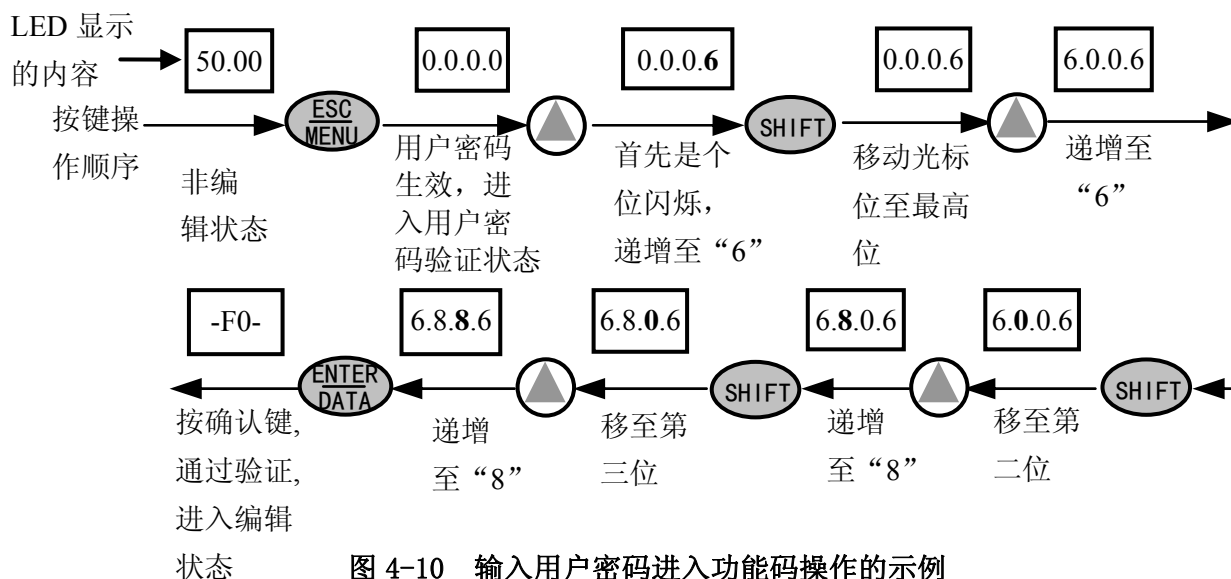 LED 显示
的内容
50.00
0.0.0.0
0.0.0.6
0.0.0.6
6.0.0.6
按键操
作顺序
ESC
MENU
SHIFT
非编
辑状态
用户密码
生效，进
入用户密
码验证状态
首先是个
位闪烁，
递增至“6”
移动光标
位至最高
位
递增至
“6”
-F0-
6.8.8.6
6.8.0.6
6.8.0.6
6.0.0.6
ENTER
DATA
SHIFT
SHIFT
按确认键,
通过验证,
进入编辑
状态
递增
至“8”
移至第
三位
递增
至“8”
移至第
二位
图 4-10 输入用户密码进入功能码操作的示例